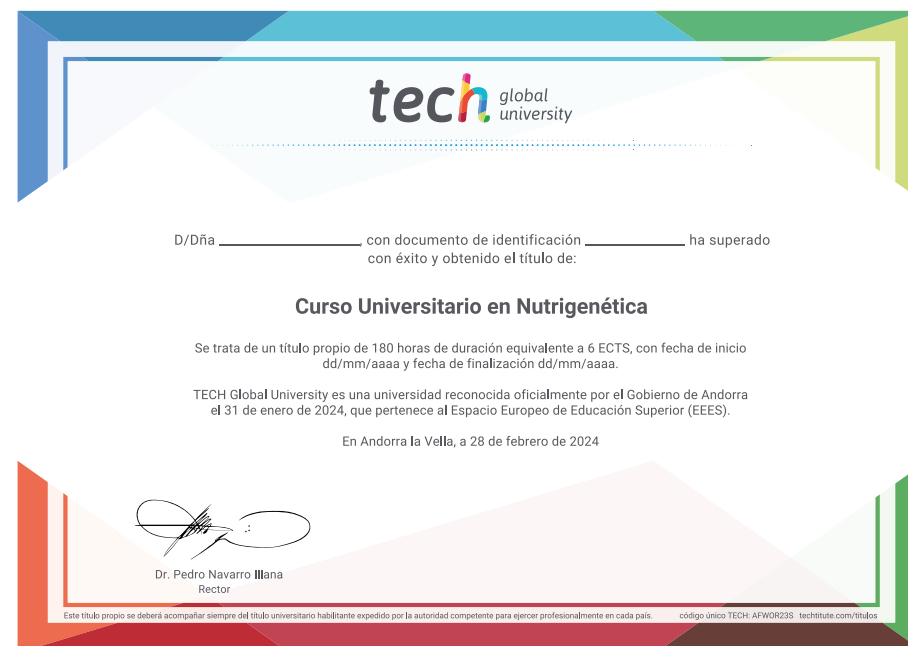 tech global university
D/Dña ____________________, con documento de identificación ______________ ha superado
con éxito y obtenido el título de:
Curso Universitario en Nutrigenética
Se trata de un título propio de 180 horas de duración equivalente a 6 ECTS, con fecha de inicio
dd/mm/aaaa y fecha de finalización dd/mm/aaaa.
TECH Global University es una universidad reconocida oficialmente por el Gobierno de Andorra
el 31 de enero de 2024, que pertenece al Espacio Europeo de Educación Superior (EEES).
En Andorra la Vella, a 28 de febrero de 2024
Dr. Pedro Navarro Illana
Rector
Este título propio se deberá acompañar siempre del título universitario habilitante expedido por la autoridad competente para ejercer profesionalmente en cada país. código único TECH: AFWOR23S techtitute.com/titulos